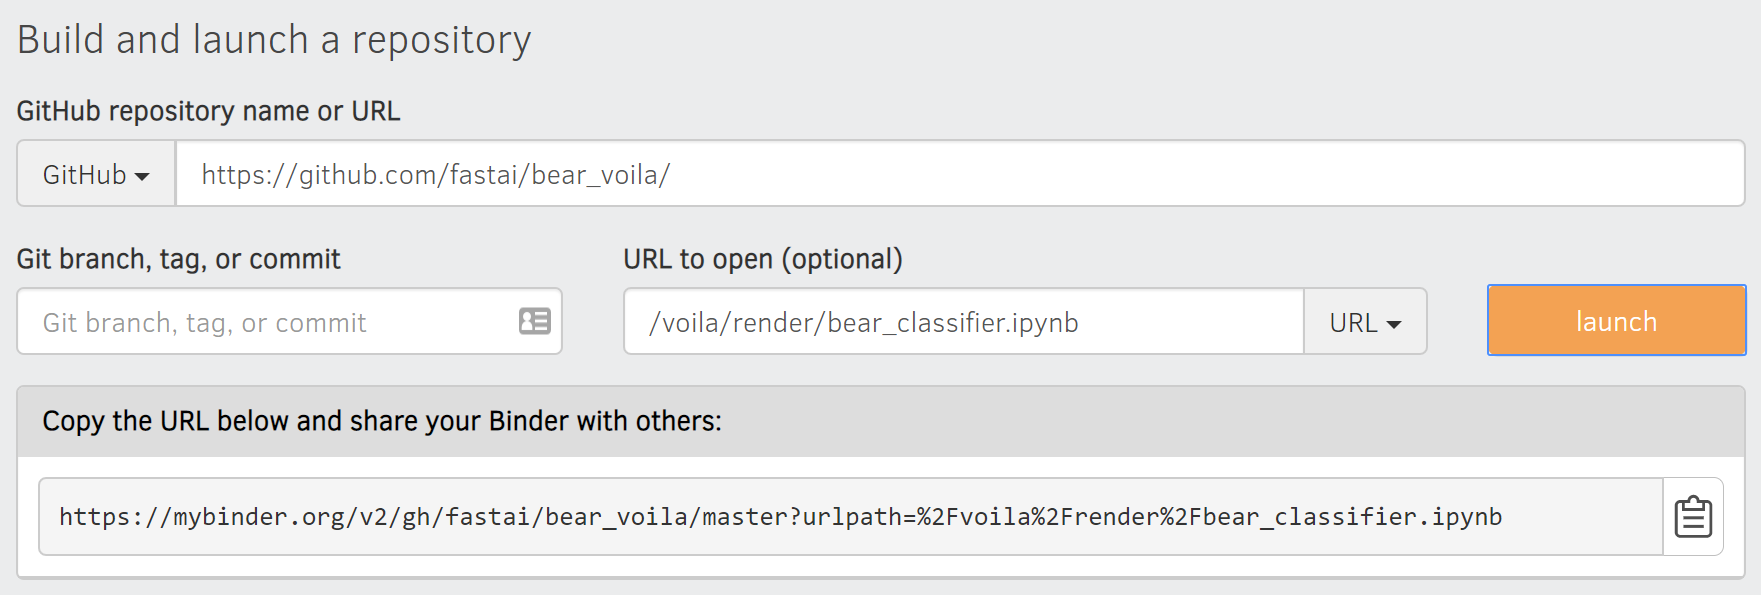 Build and launch a repository
GitHub repository name or URL
GitHub
https://github.com/fastai/bear_voila/
Git branch, tag, or commit
URL to open (optional)
Git branch, tag, or commit
/voila/render/bear_classifier.ipynb
URL
launch
Copy the URL below and share your Binder with others:
https://mybinder.org/v2/gh/fastai/bear_voila/master?urlpath=%2Fvoila%2Frender%2Fbear_classifier.ipynb